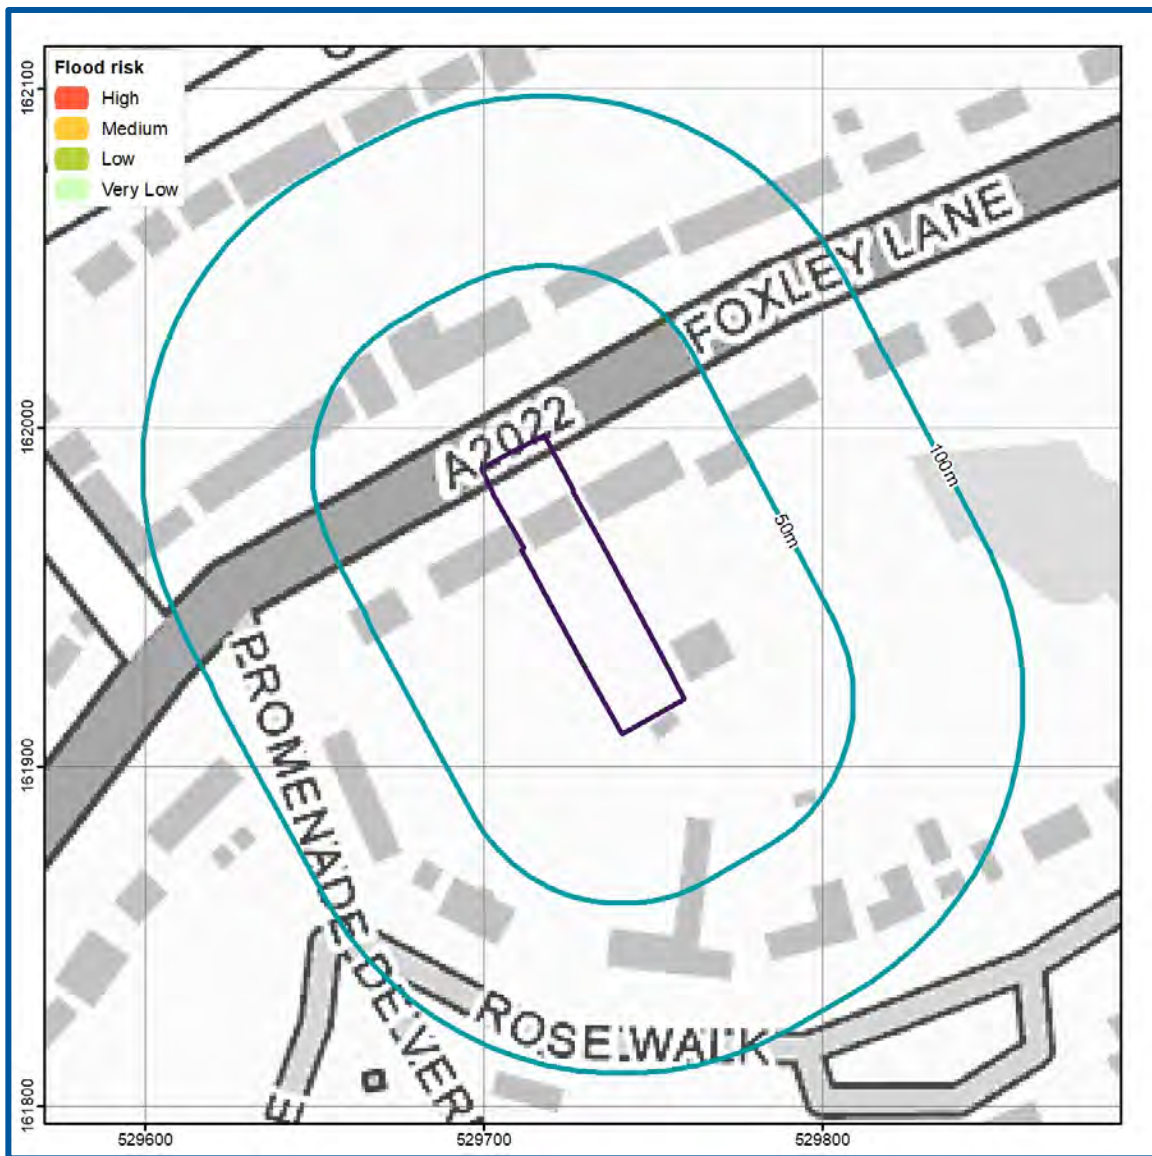 Flood risk
High
Medium
Low
Very Low
162100
162000
161900
161800
FOXLEY LANE
A2022
100m
50m
PROMENADE DE VER
ROSE WALK
E
529600
529700
529800